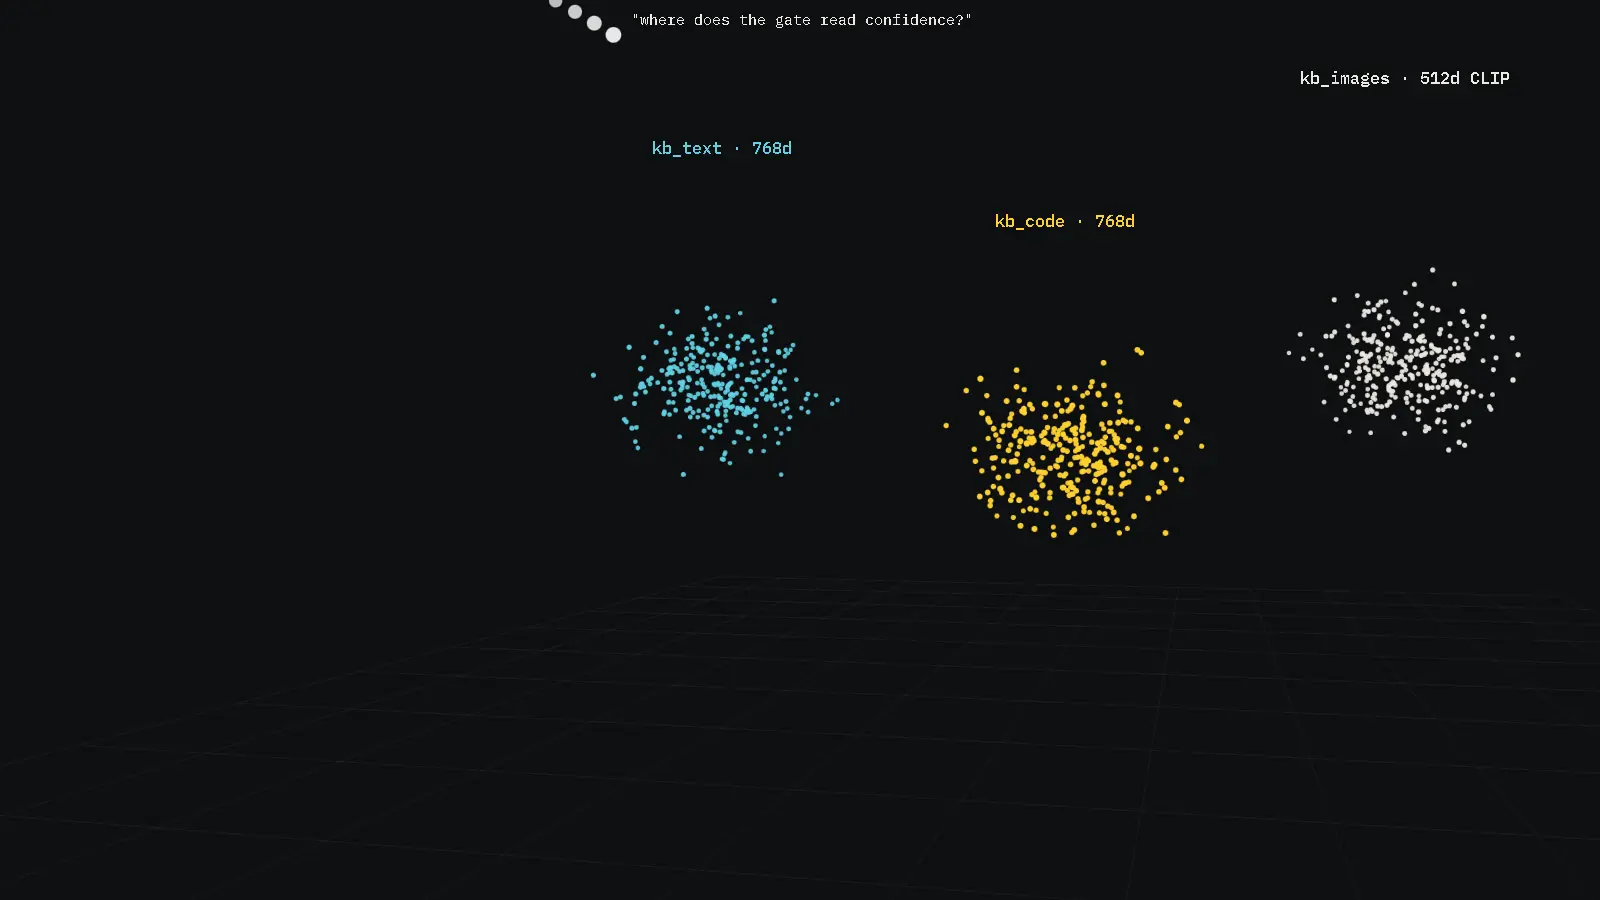 "where does the gate read confidence?"
kb_images · 512d CLIP
kb_text · 768d
kb_code · 768d